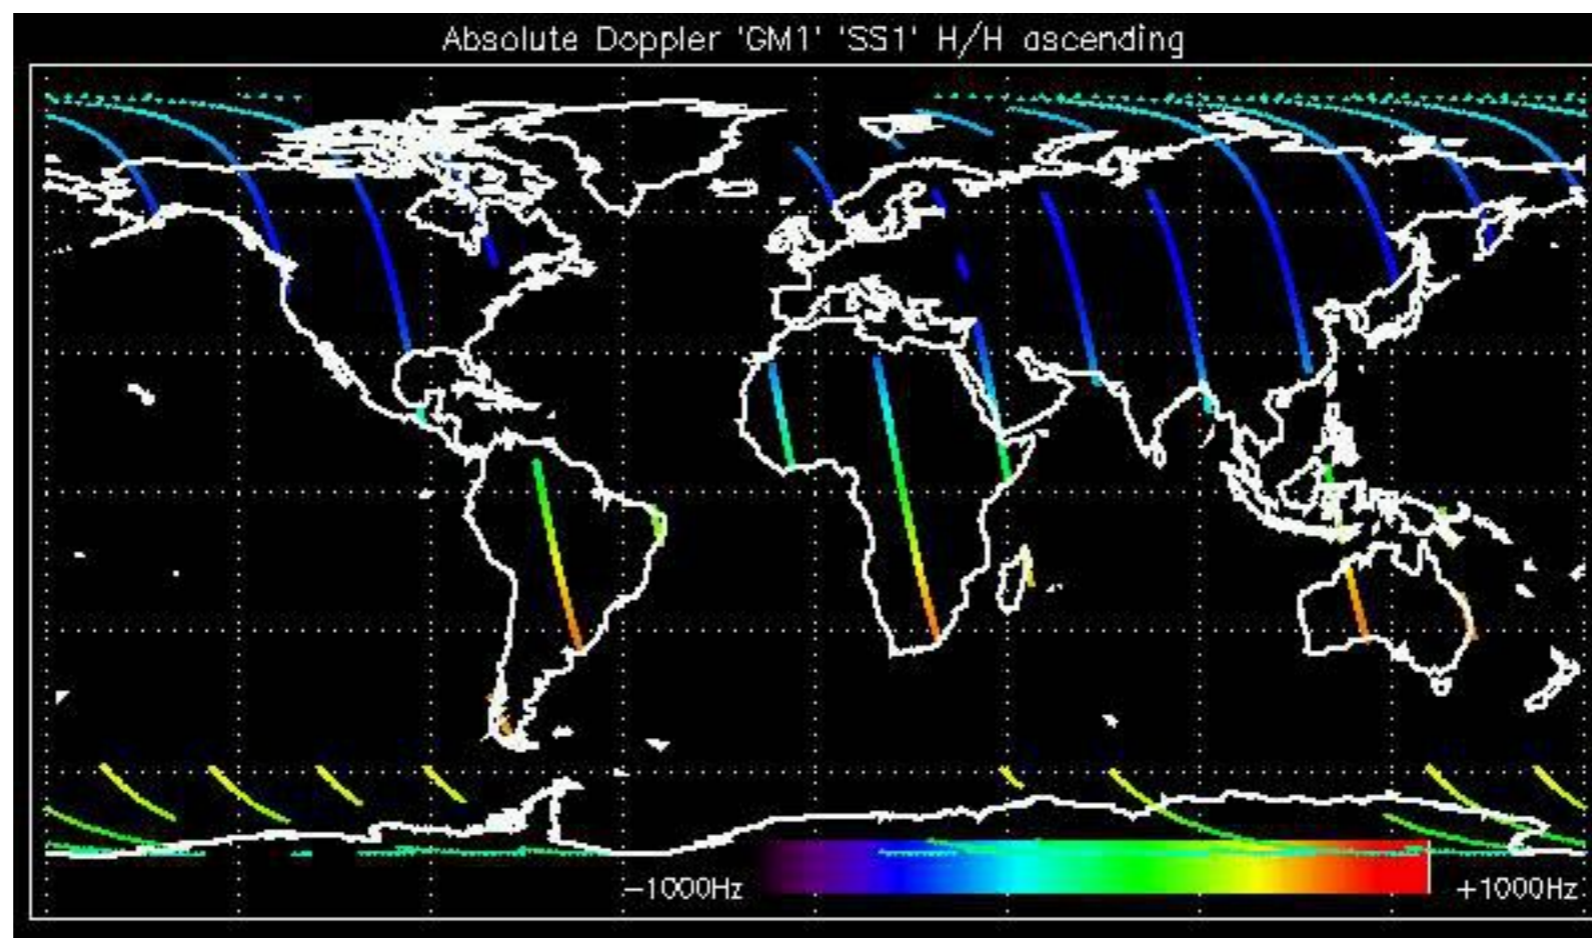 Absolute Doppler 'GM1' 'SS1' H/H ascending
−1000Hz
+1000Hz